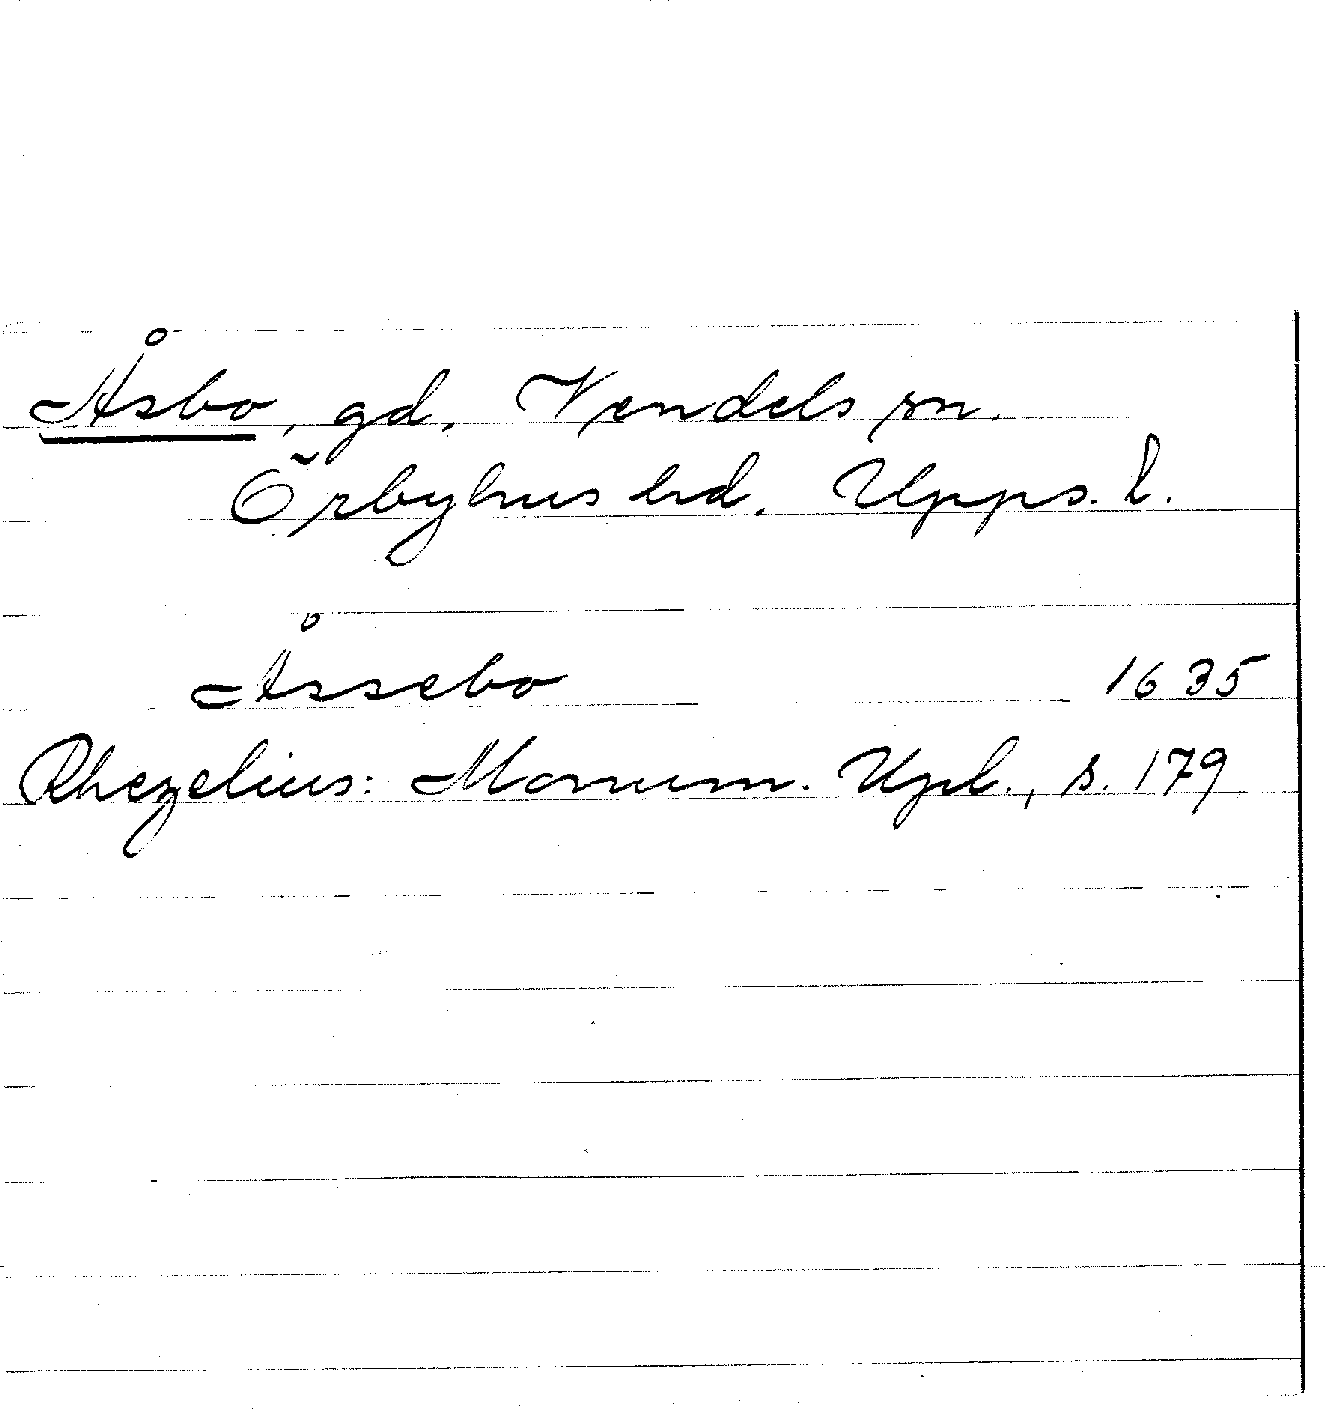 Åsbo, gd, Vendels sn.
Örbyhus hd. Upps. l.
Åssebo 1635
Rhezelius: Monum. Upl., s. 179